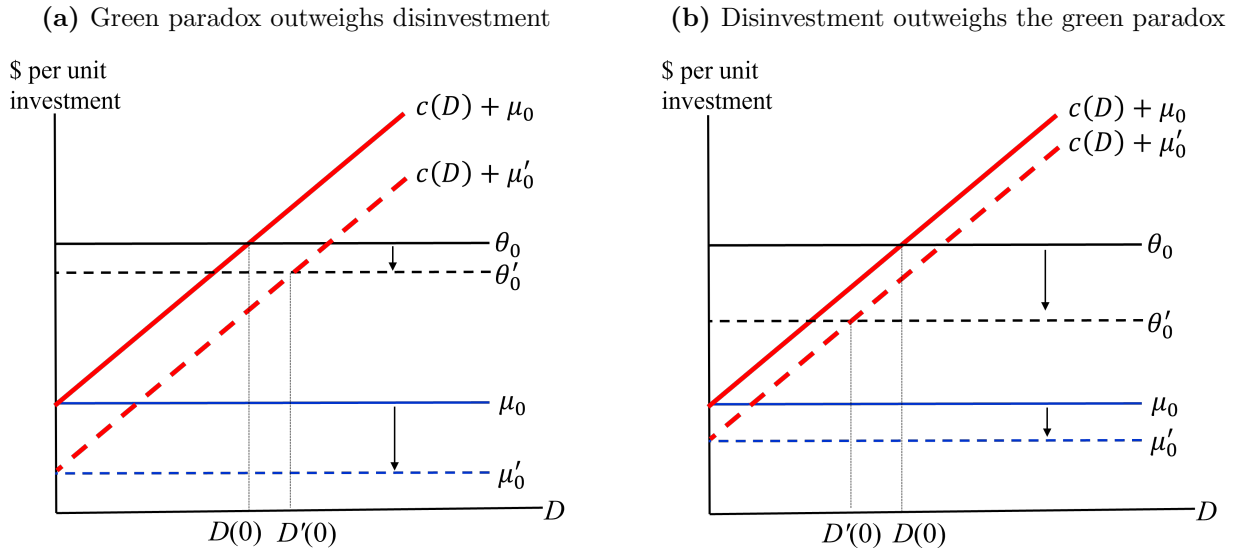 (a) Green paradox outweighs disinvestment
$ per unit
investment
c(D) + μ₀
c(D) + μ₀′
θ₀
θ₀′
μ₀
μ₀′
D
D(0) D′(0)
(b) Disinvestment outweighs the green paradox
$ per unit
investment
c(D) + μ₀
c(D) + μ₀′
θ₀
θ₀′
μ₀
μ₀′
D
D′(0) D(0)